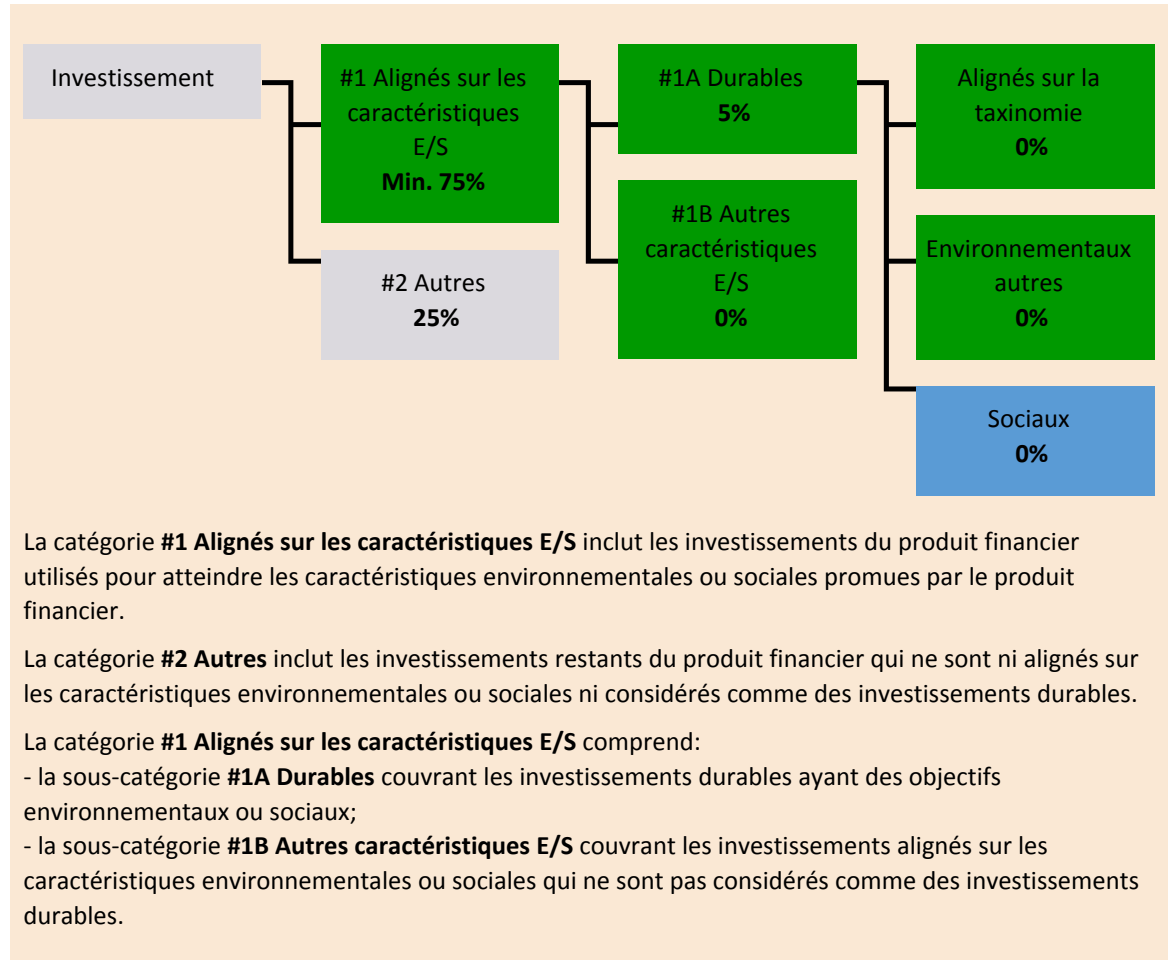 Investissement
#1 Alignés sur les
caractéristiques
E/S
Min. 75%
#2 Autres
25%
#1A Durables
5%
#1B Autres
caractéristiques
E/S
0%
Alignés sur la
taxinomie
0%
Environnementaux
autres
0%
Sociaux
0%
La catégorie #1 Alignés sur les caractéristiques E/S inclut les investissements du produit financier
utilisés pour atteindre les caractéristiques environnementales ou sociales promues par le produit
financier.
La catégorie #2 Autres inclut les investissements restants du produit financier qui ne sont ni alignés sur
les caractéristiques environnementales ou sociales ni considérés comme des investissements durables.
La catégorie #1 Alignés sur les caractéristiques E/S comprend:
- la sous-catégorie #1A Durables couvrant les investissements durables ayant des objectifs
environnementaux ou sociaux;
- la sous-catégorie #1B Autres caractéristiques E/S couvrant les investissements alignés sur les
caractéristiques environnementales ou sociales qui ne sont pas considérés comme des investissements
durables.